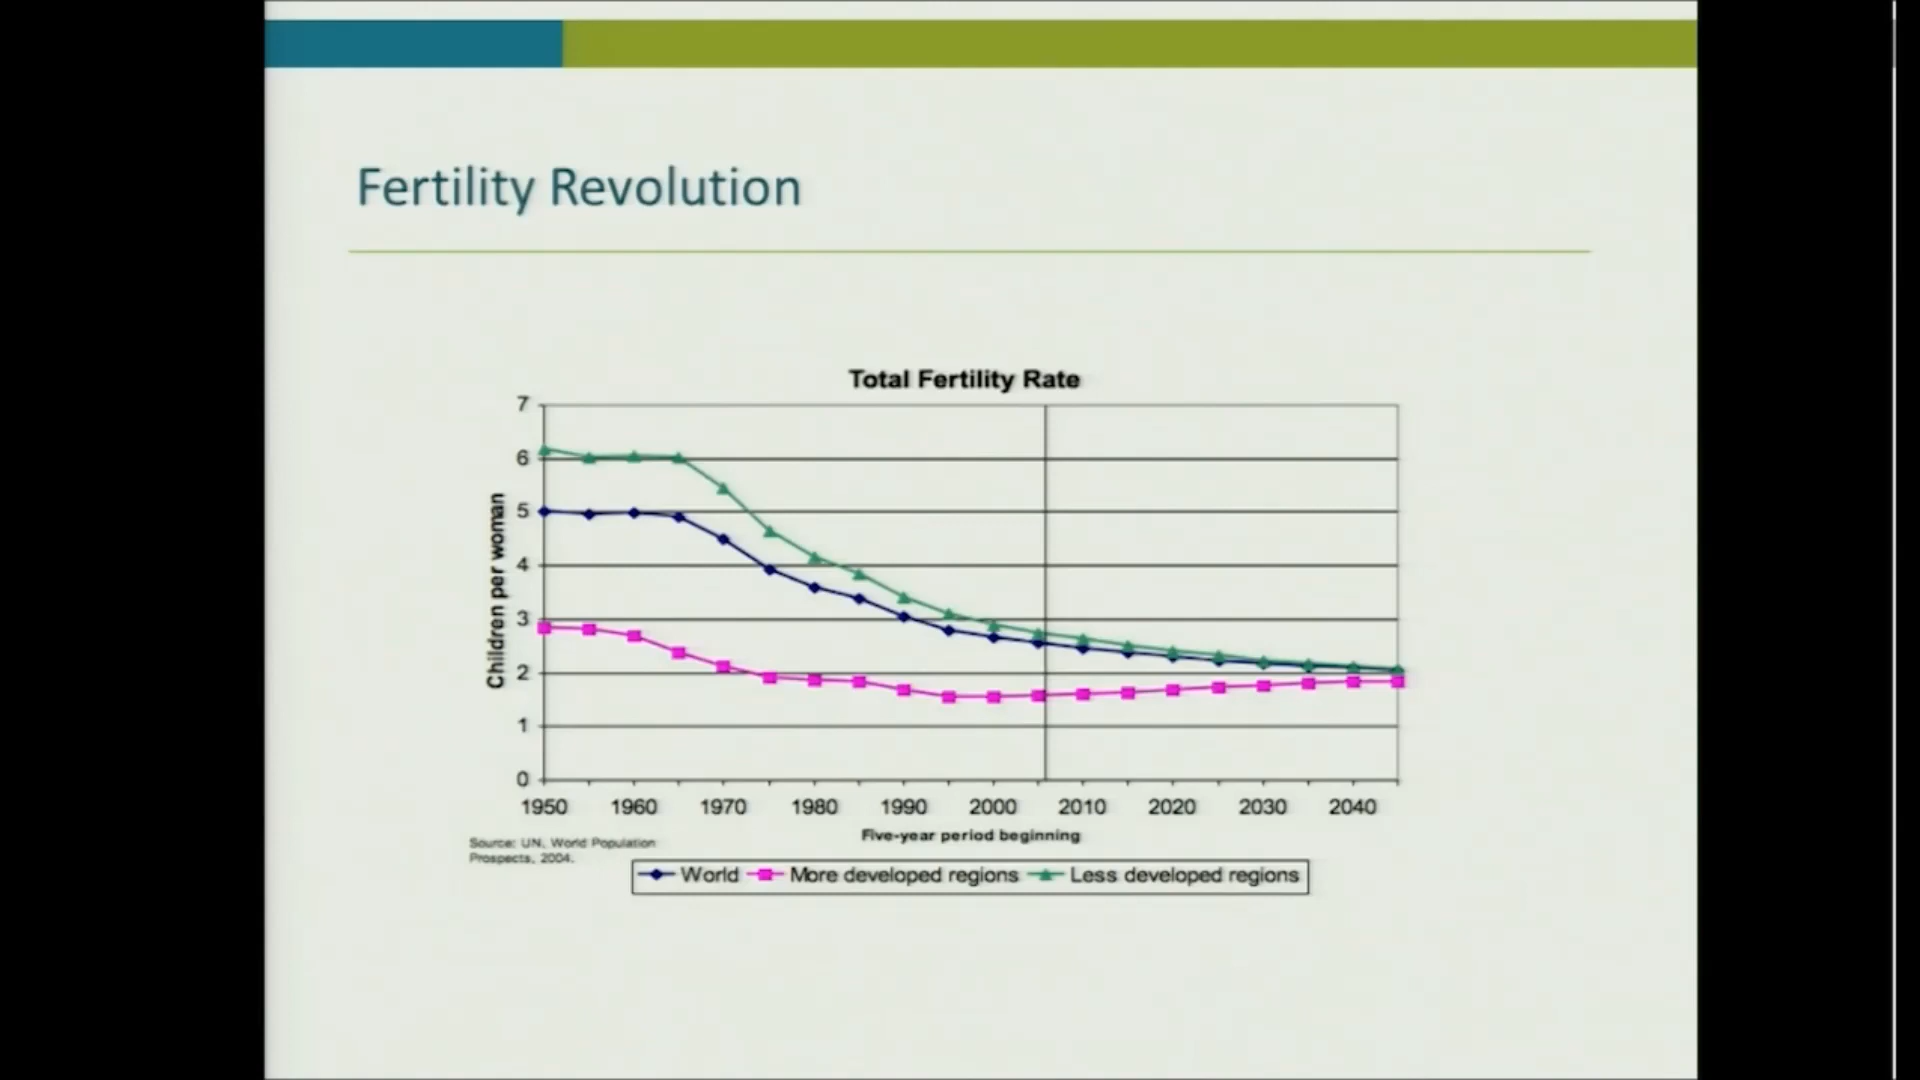 Fertility Revolution
Total Fertility Rate
7
6
5
4
3
2
1
0
Children per woman
1950 1960 1970 1980 1990 2000 2010 2020 2030 2040
Five-year period beginning
Source: UN, World Population
Prospects, 2004.
World More developed regions Less developed regions